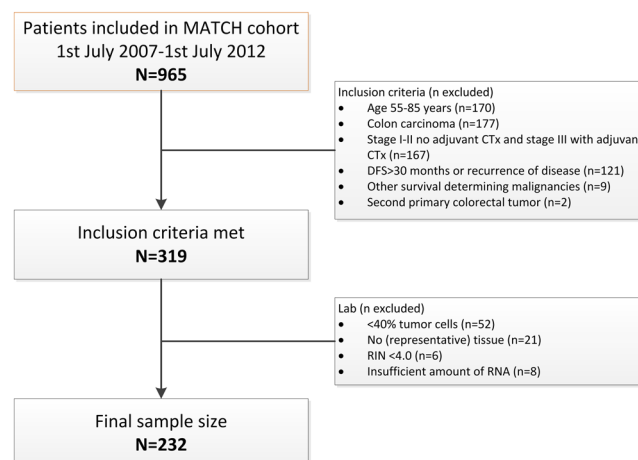 Patients included in MATCH cohort
1st July 2007-1st July 2012
N=965
Inclusion criteria (n excluded)
• Age 55-85 years (n=170)
• Colon carcinoma (n=177)
• Stage I-II no adjuvant CTx and stage III with adjuvan
CTx (n=167)
• DFS>30 months or recurrence of disease (n=121)
• Other survival determining malignancies (n=9)
• Second primary colorectal tumor (n=2)
Inclusion criteria met
N=319
Lab (n excluded)
• <40% tumor cells (n=52)
• No (representative) tissue (n=21)
• RIN <4.0 (n=6)
• Insufficient amount of RNA (n=8)
Final sample size
N=232